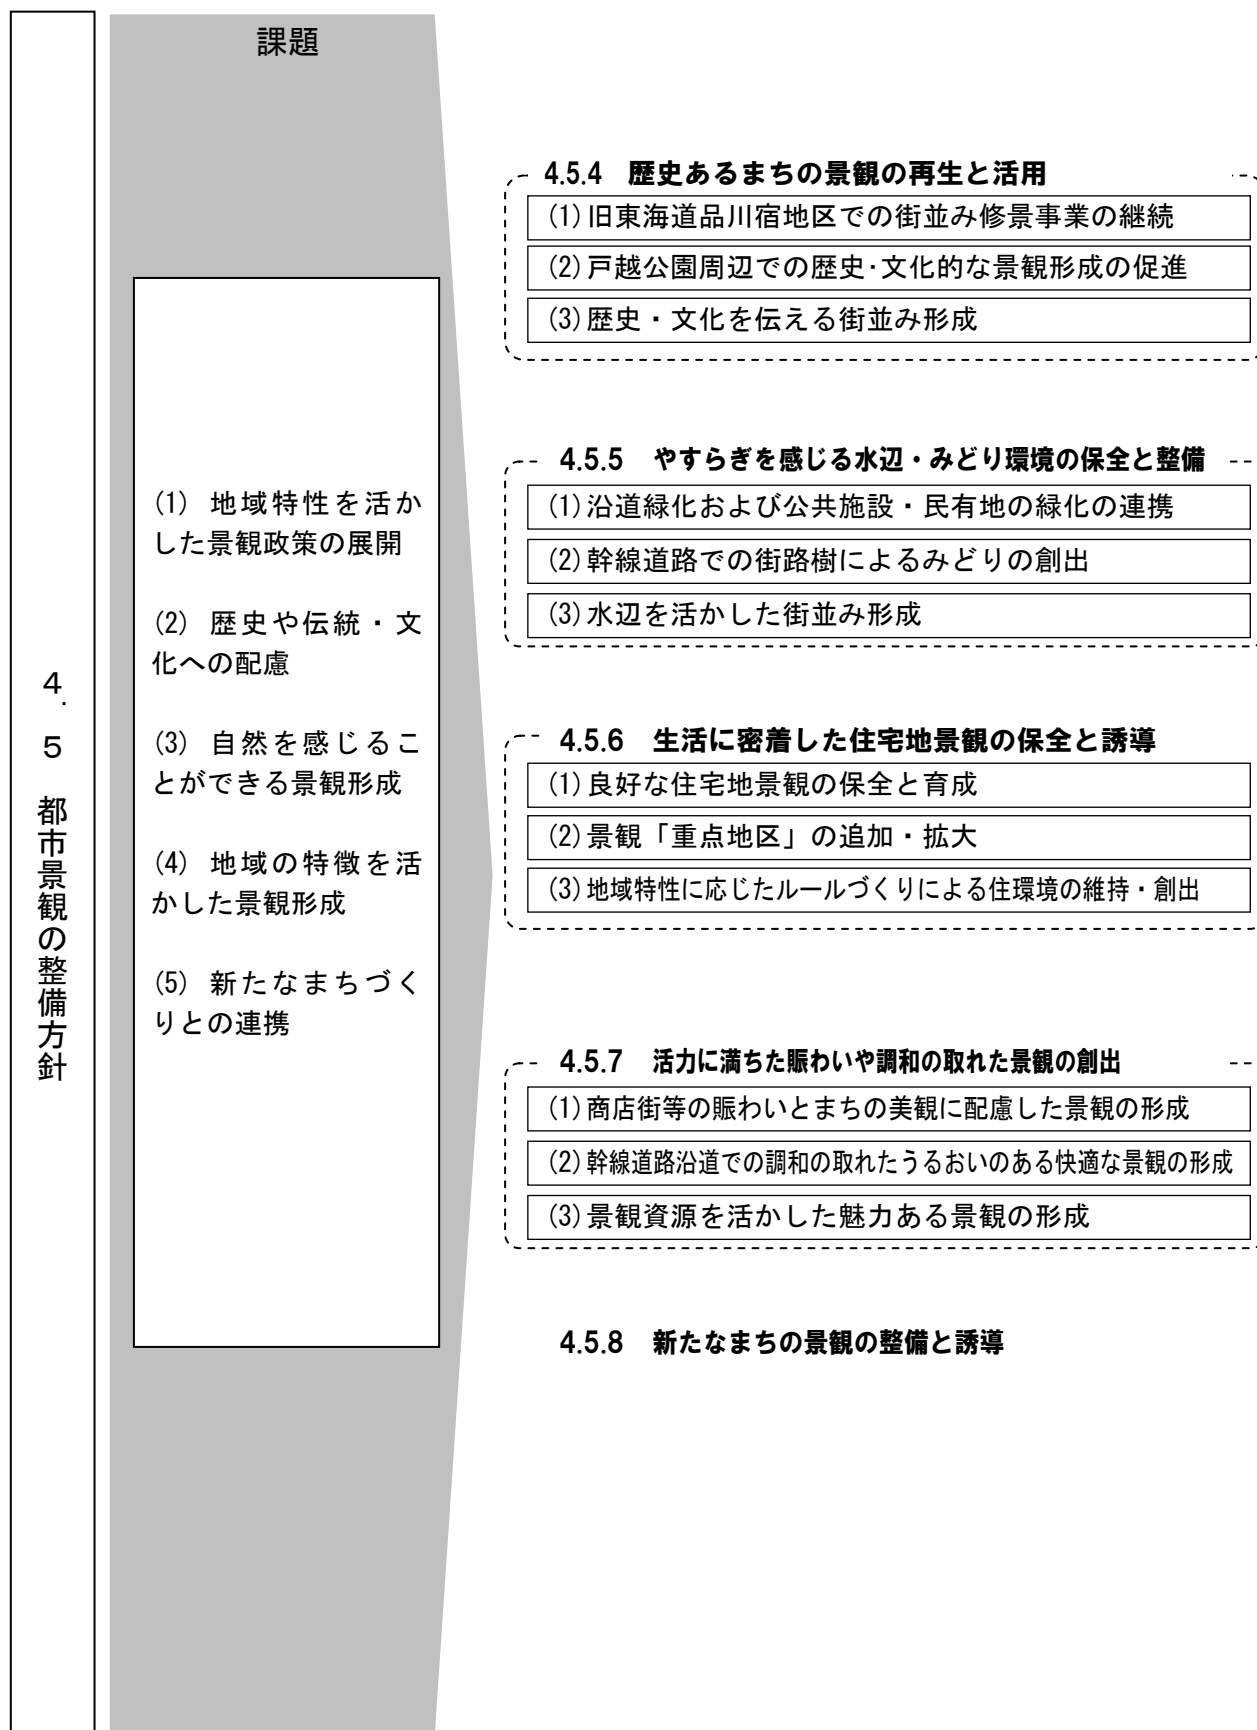 4.5 都市景観の整備方針
課題
(1) 地域特性を活か
した景観政策の展開
(2) 歴史や伝統・文
化への配慮
(3) 自然を感じるこ
とができる景観形成
(4) 地域の特徴を活
かした景観形成
(5) 新たなまちづく
りとの連携
4.5.4 歴史あるまちの景観の再生と活用
(1)旧東海道品川宿地区での街並み修景事業の継続
(2)戸越公園周辺での歴史・文化的な景観形成の促進
(3)歴史・文化を伝える街並み形成
4.5.5 やすらぎを感じる水辺・みどり環境の保全と整備
(1)沿道緑化および公共施設・民有地の緑化の連携
(2)幹線道路での街路樹によるみどりの創出
(3)水辺を活かした街並み形成
4.5.6 生活に密着した住宅地景観の保全と誘導
(1)良好な住宅地景観の保全と育成
(2)景観「重点地区」の追加・拡大
(3)地域特性に応じたルールづくりによる住環境の維持・創出
4.5.7 活力に満ちた賑わいや調和の取れた景観の創出
(1)商店街等の賑わいとまちの美観に配慮した景観の形成
(2)幹線道路沿道での調和の取れたうるおいのある快適な景観の形成
(3)景観資源を活かした魅力ある景観の形成
4.5.8 新たなまちの景観の整備と誘導